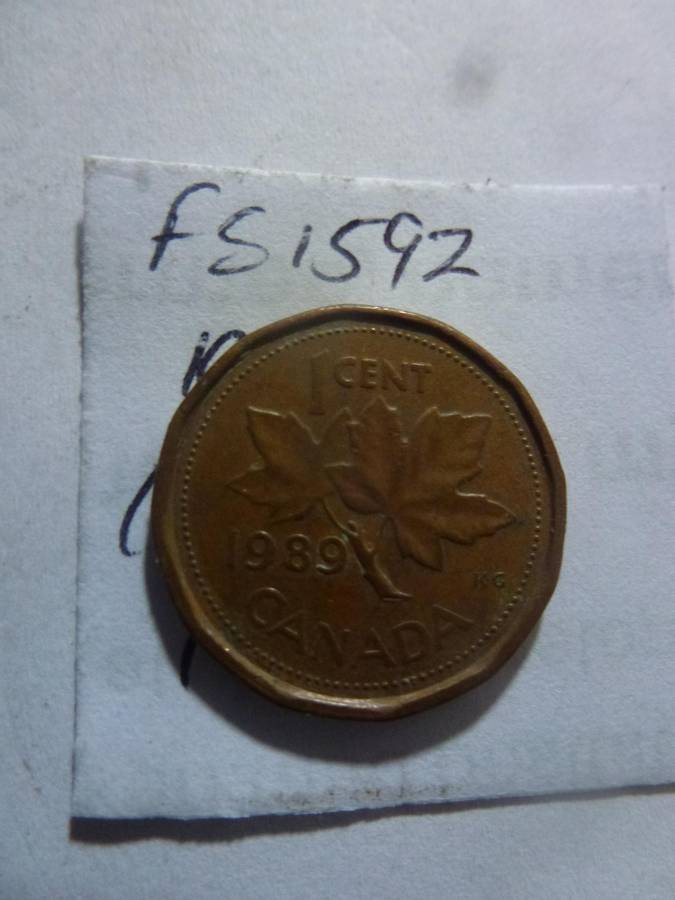 FS1592
1 CENT
1989
KG
CANADA